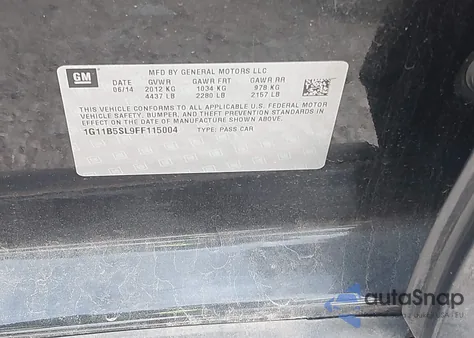 GM
MFD BY GENERAL MOTORS LLC
DATE GVWR GAWR FRT GAWR RR
06/14 2012 KG 1034 KG 978 KG
4437 LB 2280 LB 2157 LB
THIS VEHICLE CONFORMS TO ALL APPLICABLE U.S. FEDERAL MOTOR
VEHICLE SAFETY, BUMPER, AND THEFT PREVENTION STANDARDS IN
EFFECT ON THE DATE OF MANUFACTURE SHOWN ABOVE.
1G11B5SL9FF115004 TYPE: PASS CAR
autoSnap